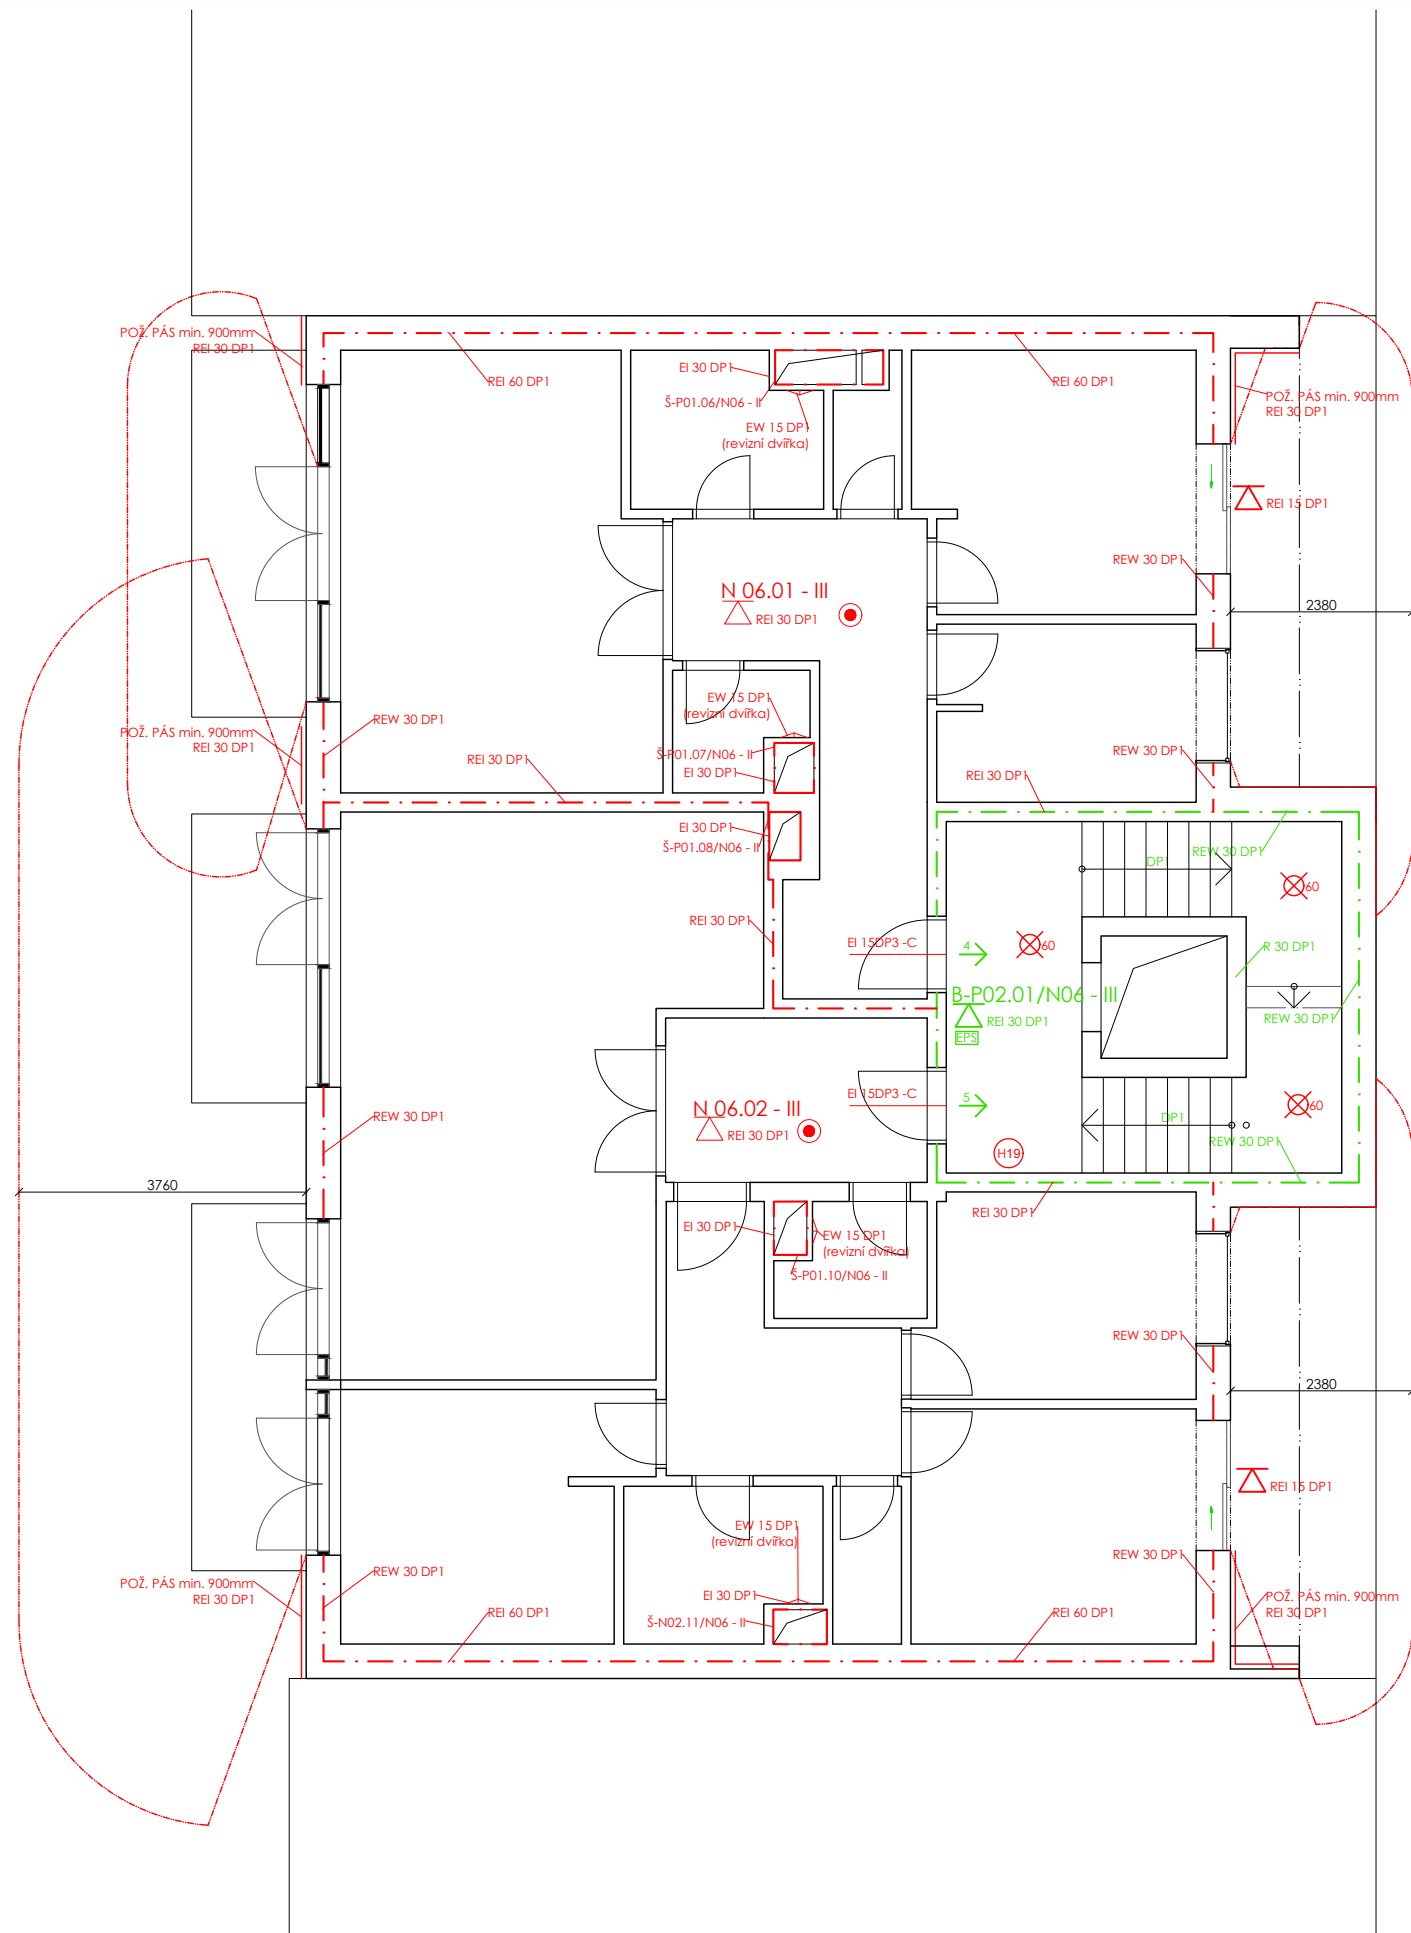 POŽ. PÁS min. 900mm
REI 30 DP1
REI 60 DP1
EI 30 DP1
Š-P01.06/N06 - II
EW 15 DP1
(revizní dvířka)
REI 60 DP1
POŽ. PÁS min. 900mm
REI 30 DP1
REI 15 DP1
REW 30 DP1
N 06.01 - III
REI 30 DP1
2380
EW 15 DP1
(revizní dvířka)
POŽ. PÁS min. 900mm
REI 30 DP1
REW 30 DP1
REI 30 DP1
Š-P01.07/N06 - II
EI 30 DP1
REW 30 DP1
REI 30 DP1
EI 30 DP1
Š-P01.08/N06 - II
REW 30 DP1
DP1
60
REI 30 DP1
EI 15DP3 -C
4
60
R 30 DP1
B-P02.01/N06 - III
REI 30 DP1
EPS
REW 30 DP1
N 06.02 - III
REI 30 DP1
EI 15DP3 -C
5
60
REW 30 DP1
DP1
REW 30 DP1
H19
3760
REI 30 DP1
EI 30 DP1
EW 15 DP1
(revizní dvířka)
Š-P01.10/N06 - II
REW 30 DP1
2380
REI 15 DP1
EW 15 DP1
(revizní dvířka)
REW 30 DP1
POŽ. PÁS min. 900mm
REI 30 DP1
REW 30 DP1
REI 60 DP1
EI 30 DP1
Š-N02.11/N06 - II
REI 60 DP1
POŽ. PÁS min. 900mm
REI 30 DP1